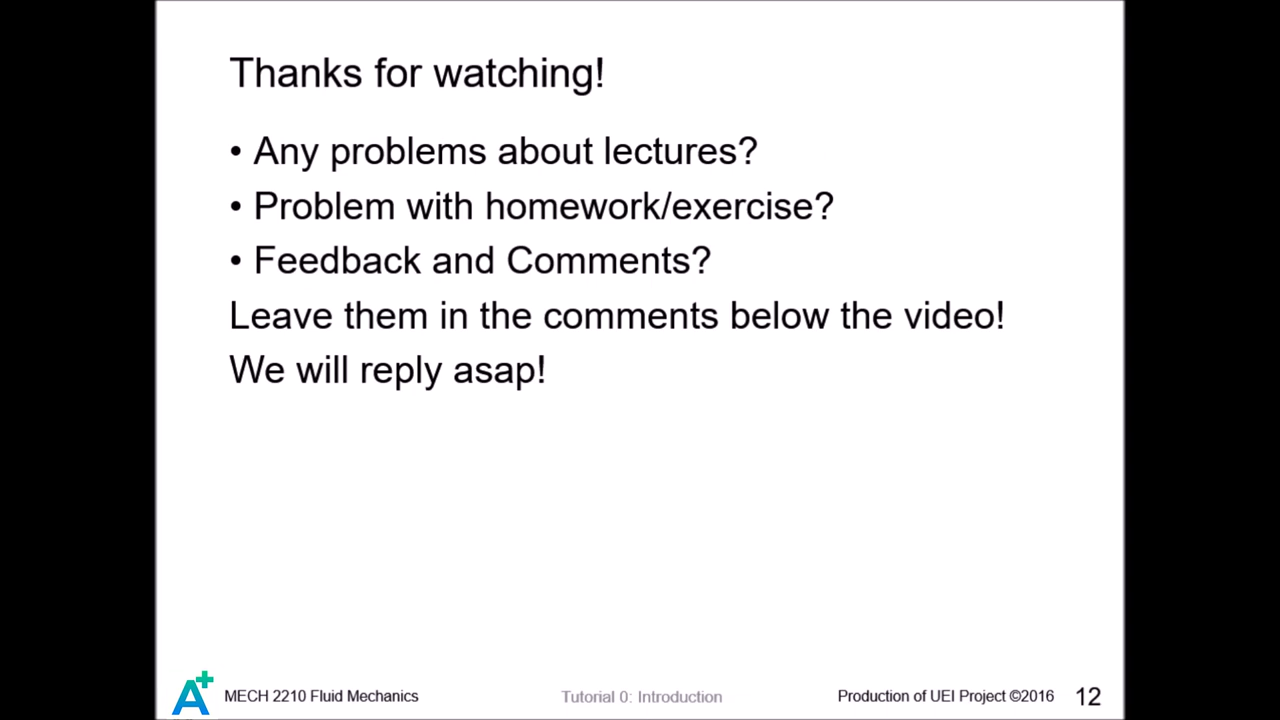 Thanks for watching!
• Any problems about lectures?
• Problem with homework/exercise?
• Feedback and Comments?
Leave them in the comments below the video!
We will reply asap!
A+ MECH 2210 Fluid Mechanics Tutorial 0: Introduction Production of UEI Project ©2016 12